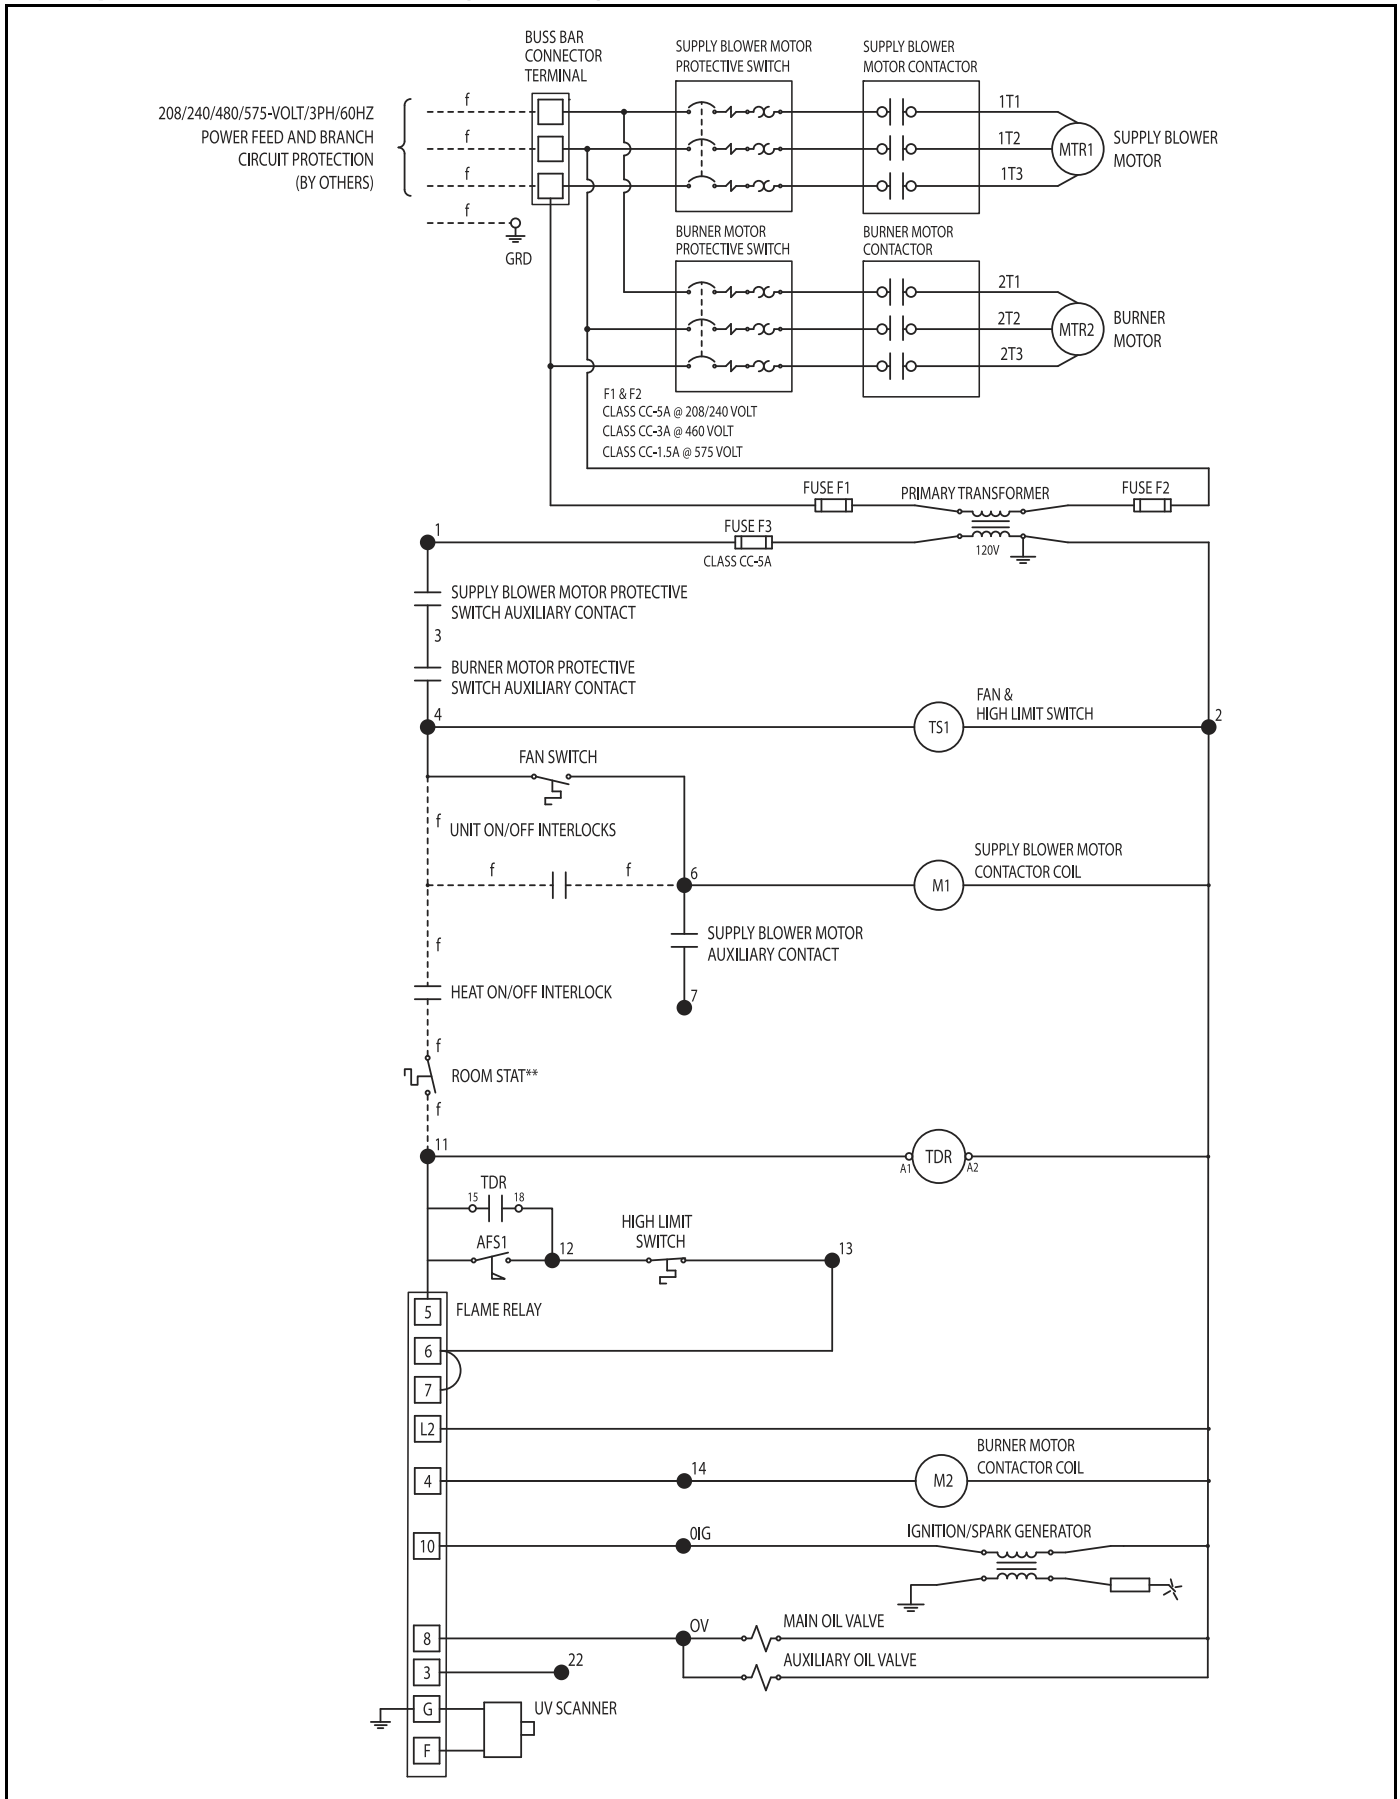 BUSS BAR
CONNECTOR
TERMINAL
SUPPLY BLOWER MOTOR
PROTECTIVE SWITCH
SUPPLY BLOWER
MOTOR CONTACTOR
208/240/480/575-VOLT/3PH/60HZ
POWER FEED AND BRANCH
CIRCUIT PROTECTION
(BY OTHERS)
f
f
f
f
GRD
1T1
1T2
1T3
MTR1
SUPPLY BLOWER
MOTOR
BURNER MOTOR
PROTECTIVE SWITCH
BURNER MOTOR
CONTACTOR
2T1
2T2
2T3
MTR2
BURNER
MOTOR
F1 & F2
CLASS CC-5A @ 208/240 VOLT
CLASS CC-3A @ 460 VOLT
CLASS CC-1.5A @ 575 VOLT
FUSE F1
PRIMARY TRANSFORMER
FUSE F2
1
FUSE F3
CLASS CC-5A
120V
SUPPLY BLOWER MOTOR PROTECTIVE
SWITCH AUXILIARY CONTACT
3
BURNER MOTOR PROTECTIVE
SWITCH AUXILIARY CONTACT
4
TS1
FAN &
HIGH LIMIT SWITCH
2
FAN SWITCH
f
UNIT ON/OFF INTERLOCKS
f
f
6
M1
SUPPLY BLOWER MOTOR
CONTACTOR COIL
SUPPLY BLOWER MOTOR
AUXILIARY CONTACT
7
f
HEAT ON/OFF INTERLOCK
f
ROOM STAT**
f
11
A1
TDR
A2
TDR
15
18
AFS1
12
HIGH LIMIT
SWITCH
13
5
FLAME RELAY
6
7
L2
4
14
M2
BURNER MOTOR
CONTACTOR COIL
10
0IG
IGNITION/SPARK GENERATOR
8
OV
MAIN OIL VALVE
AUXILIARY OIL VALVE
3
22
G
UV SCANNER
F